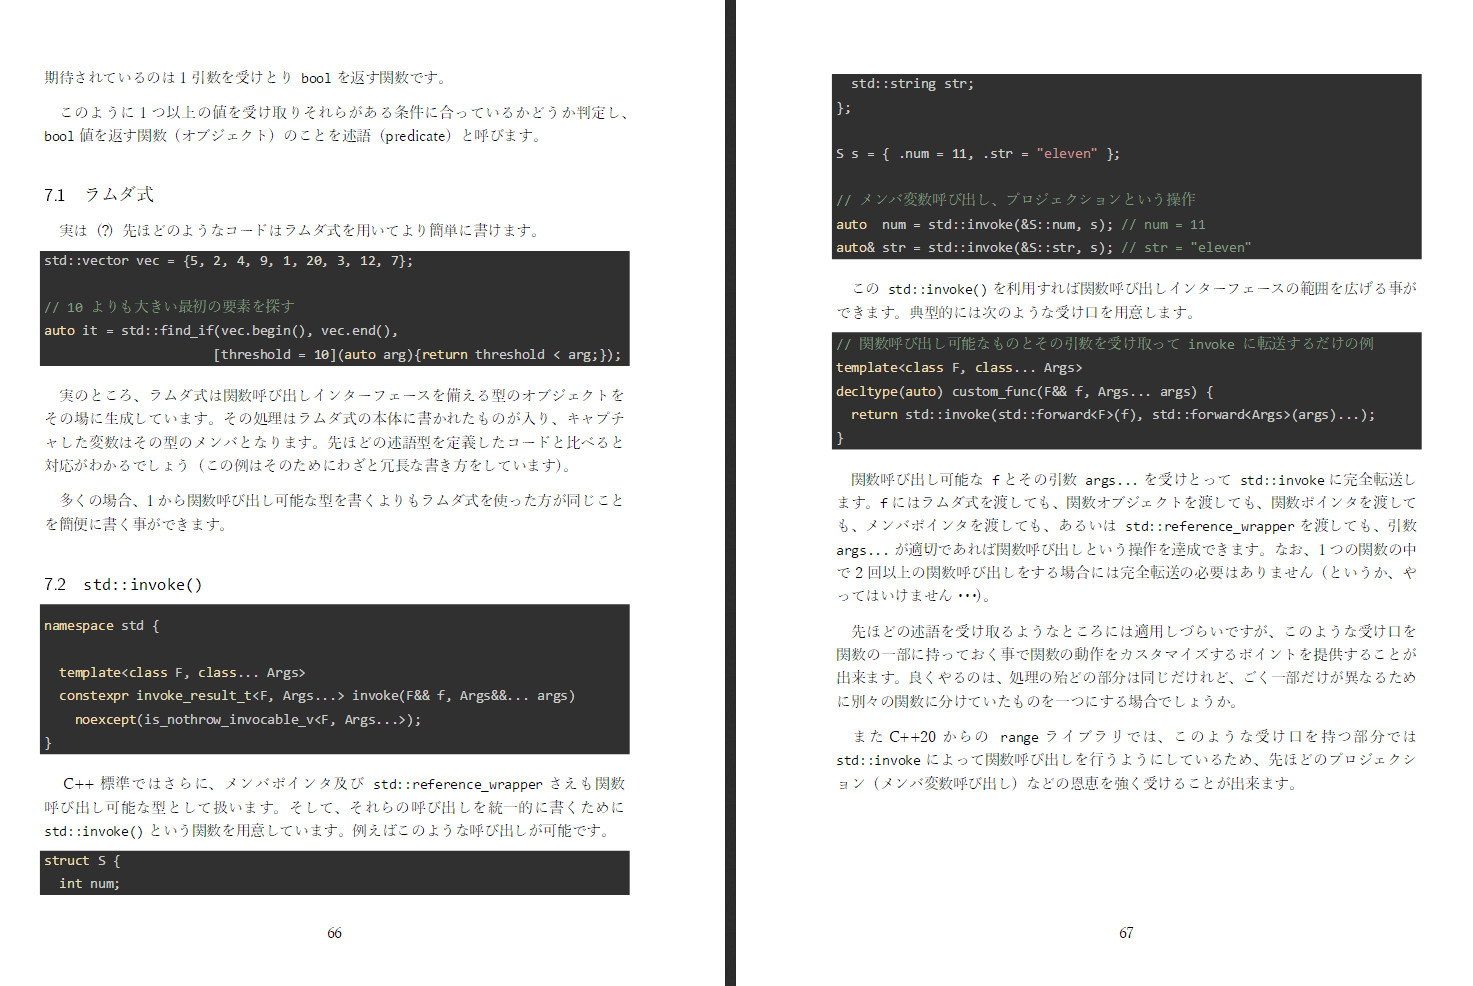 期待されているのは 1 引数を受けとり bool を返す関数です。
このように 1 つ以上の値を受け取りそれらがある条件に合っているかどうか判定し、
bool 値を返す関数（オブジェクト）のことを述語（predicate）と呼びます。
7.1 ラムダ式
実は（?）先ほどのようなコードはラムダ式を用いてより簡単に書けます。
std::vector vec = {5, 2, 4, 9, 1, 20, 3, 12, 7};
// 10 よりも大きい最初の要素を探す
auto it = std::find_if(vec.begin(), vec.end(),
[threshold = 10](auto arg){return threshold < arg;});
実のところ、ラムダ式は関数呼び出しインターフェースを備える型のオブジェクトを
その場に生成しています。その処理はラムダ式の本体に書かれたものが入り、キャプチ
ャした変数はその型のメンバとなります。先ほどの述語型を定義したコードと比べると
対応がわかるでしょう（この例はそのためにわざと冗長な書き方をしています）。
多くの場合、1 から関数呼び出し可能な型を書くよりもラムダ式を使った方が同じこと
を簡便に書く事ができます。
7.2 std::invoke()
namespace std {
template<class F, class... Args>
constexpr invoke_result_t<F, Args...> invoke(F&& f, Args&&... args)
noexcept(is_nothrow_invocable_v<F, Args...>);
}
C++ 標準ではさらに、メンバポインタ及び std::reference_wrapper さえも関数
呼び出し可能な型として扱います。そして、それらの呼び出しを統一的に書くために
std::invoke() という関数を用意しています。例えばこのような呼び出しが可能です。
struct S {
int num;
66
std::string str;
};
S s = { .num = 11, .str = "eleven" };
// メンバ変数呼び出し、プロジェクションという操作
auto  num = std::invoke(&S::num, s); // num = 11
auto& str = std::invoke(&S::str, s); // str = "eleven"
この std::invoke() を利用すれば関数呼び出しインターフェースの範囲を広げる事が
できます。典型的には次のような受け口を用意します。
// 関数呼び出し可能なものとその引数を受け取って invoke に転送するだけの例
template<class F, class... Args>
decltype(auto) custom_func(F&& f, Args... args) {
return std::invoke(std::forward<F>(f), std::forward<Args>(args)...);
}
関数呼び出し可能な f とその引数 args... を受けとって std::invoke に完全転送し
ます。f にはラムダ式を渡しても、関数オブジェクトを渡しても、関数ポインタを渡して
も、メンバポインタを渡しても、あるいは std::reference_wrapper を渡しても、引数
args... が適切であれば関数呼び出しという操作を達成できます。なお、1 つの関数の中
で 2 回以上の関数呼び出しをする場合には完全転送の必要はありません（というか、や
ってはいけません・・・）。
先ほどの述語を受け取るようなところには適用しづらいですが、このような受け口を
関数の一部に持っておく事で関数の動作をカスタマイズするポイントを提供することが
出来ます。良くやるのは、処理の殆どの部分は同じだけれど、ごく一部だけが異なるため
に別々の関数に分けていたものを一つにする場合でしょうか。
また C++20 からの range ライブラリでは、このような受け口を持つ部分では
std::invoke によって関数呼び出しを行うようにしているため、先ほどのプロジェクシ
ョン（メンバ変数呼び出し）などの恩恵を強く受けることが出来ます。
67